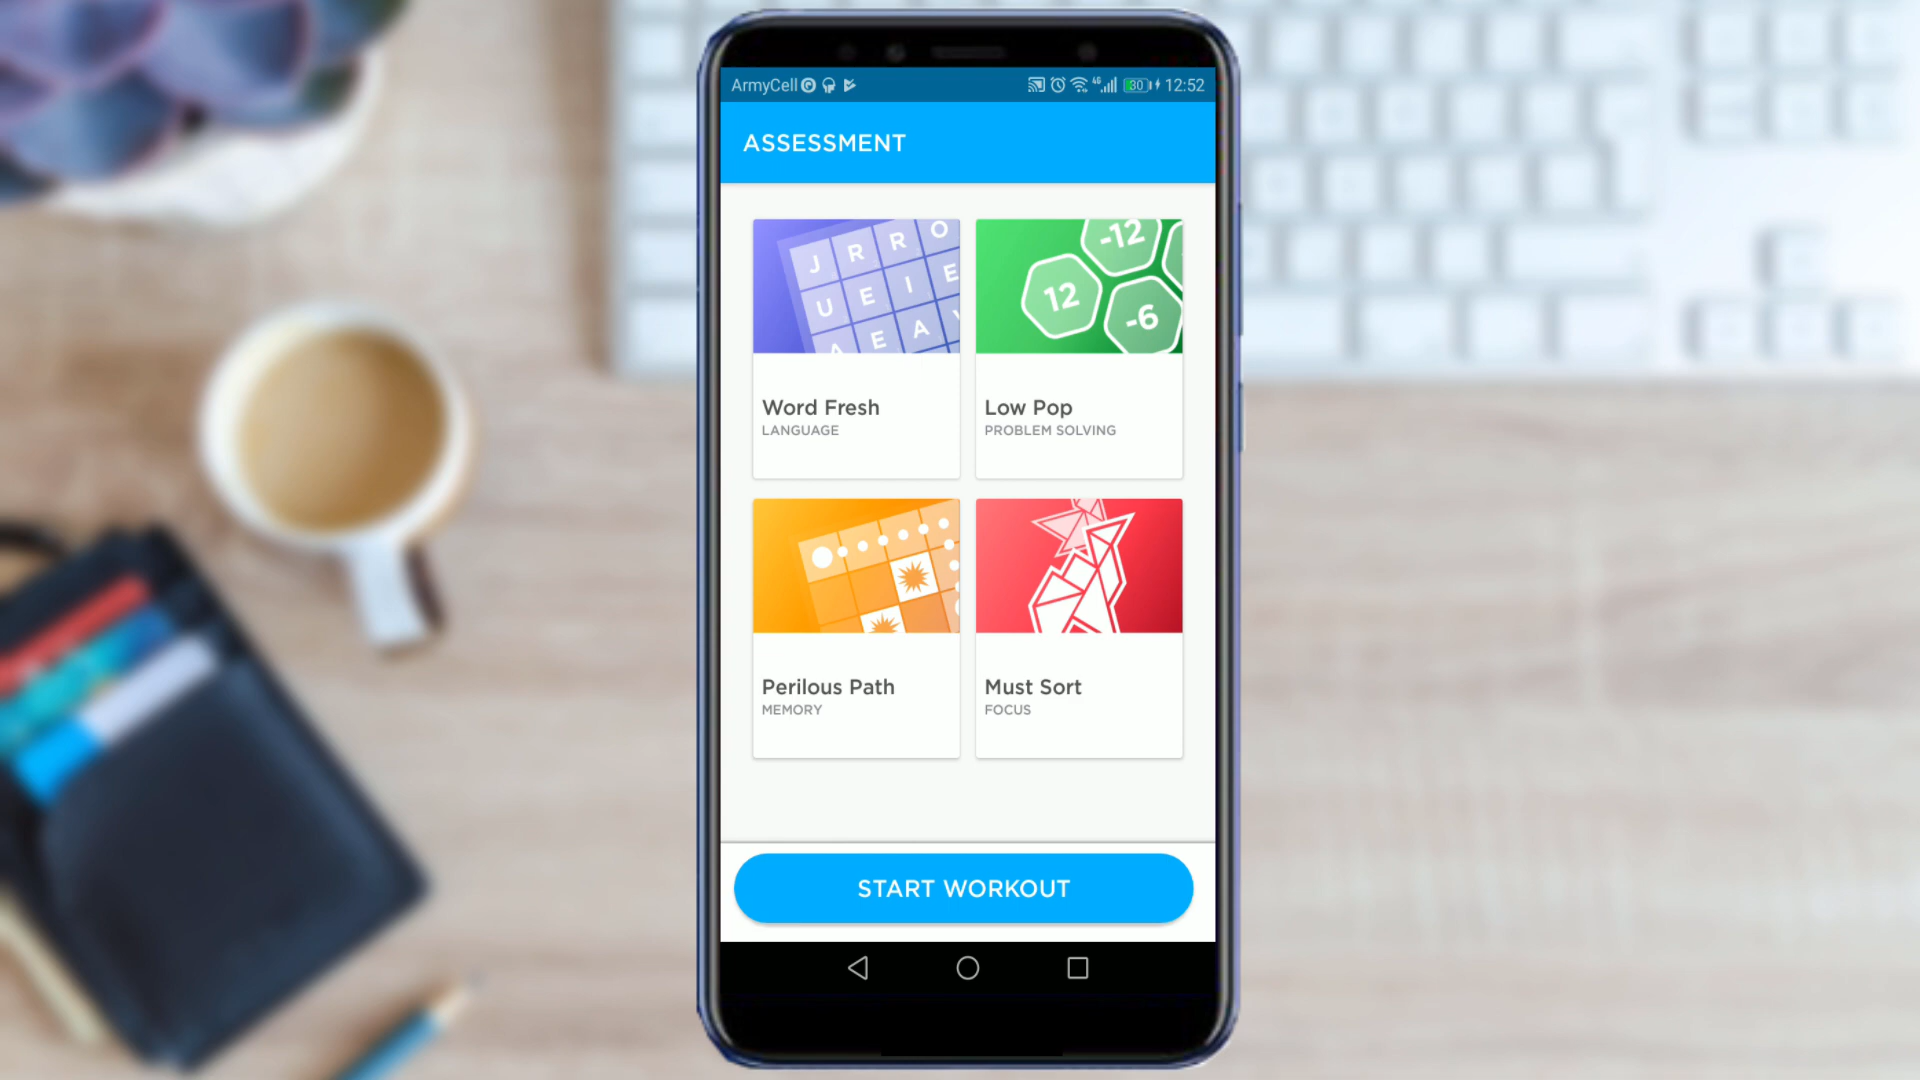 ArmyCell 4G 30 12:52
ASSESSMENT
J R R O
U E I E
A E A
-12
12
-6
Word Fresh
LANGUAGE
Low Pop
PROBLEM SOLVING
Perilous Path
MEMORY
Must Sort
FOCUS
START WORKOUT